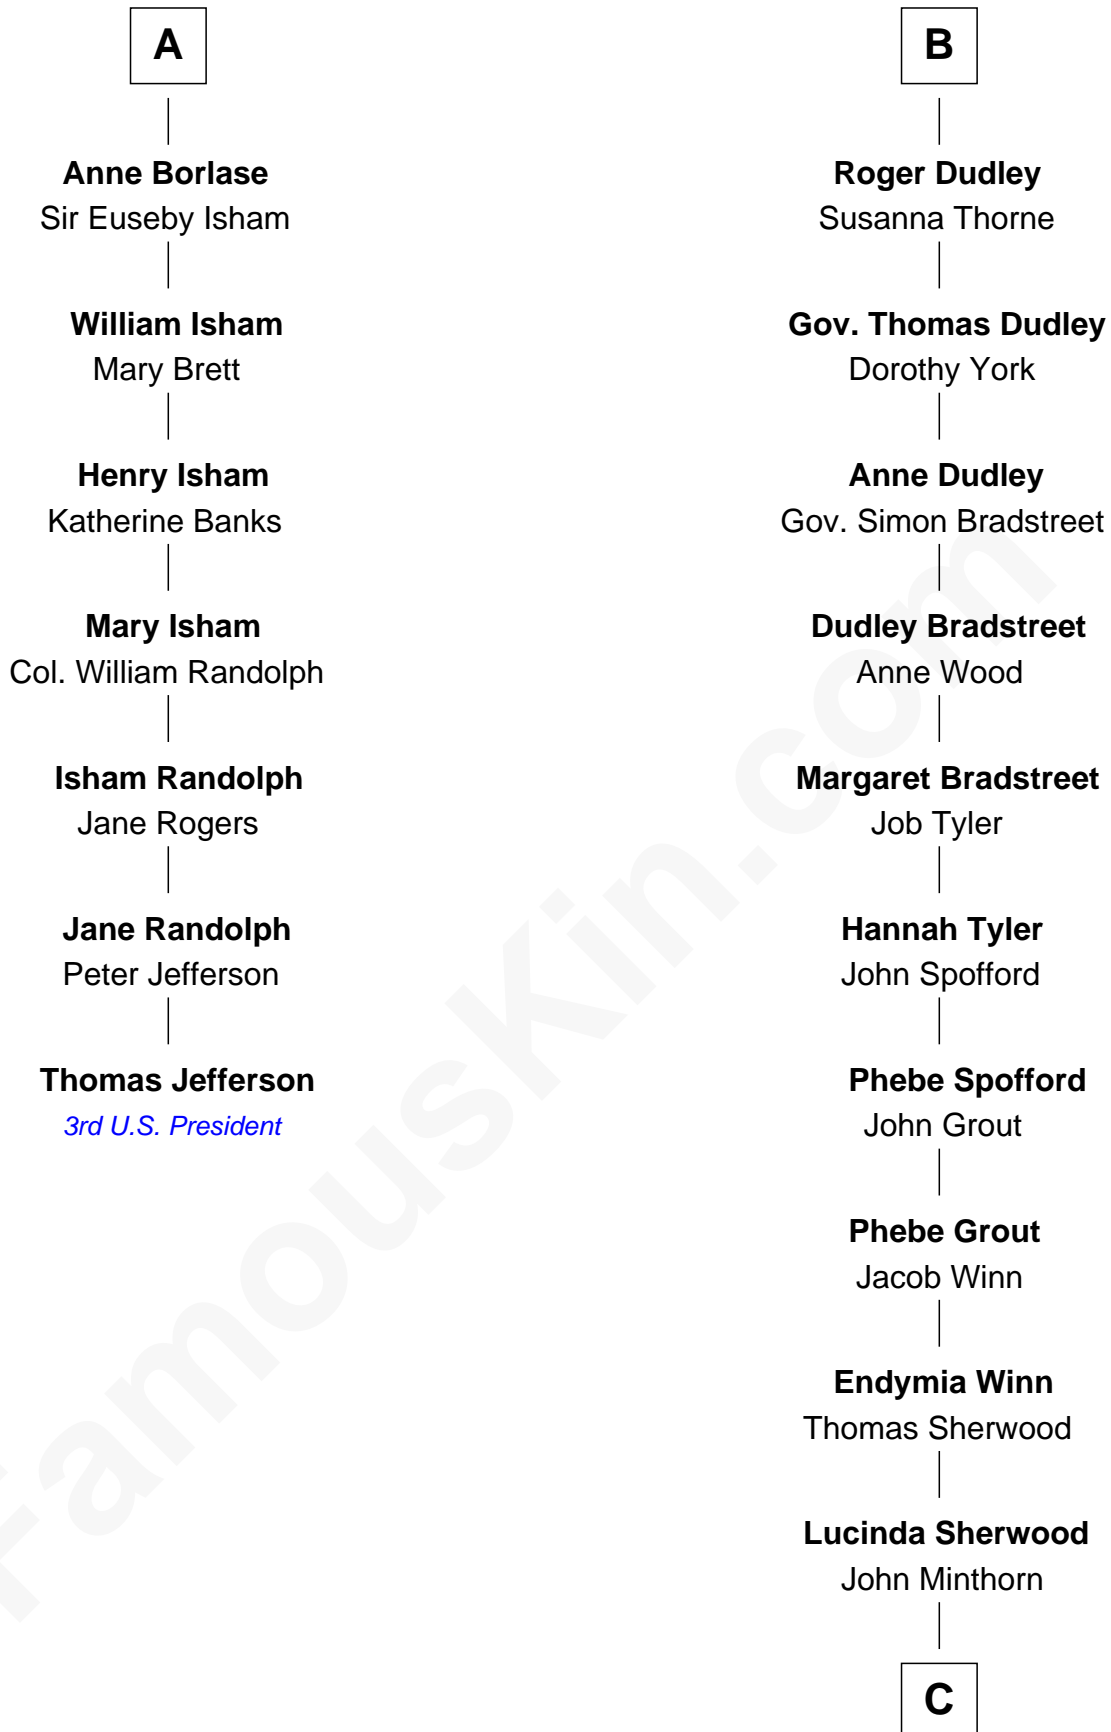 A
Anne Borlase
Sir Euseby Isham
William Isham
Mary Brett
Henry Isham
Katherine Banks
Mary Isham
Col. William Randolph
Isham Randolph
Jane Rogers
Jane Randolph
Peter Jefferson
Thomas Jefferson
3rd U.S. President
B
Roger Dudley
Susanna Thorne
Gov. Thomas Dudley
Dorothy York
Anne Dudley
Gov. Simon Bradstreet
Dudley Bradstreet
Anne Wood
Margaret Bradstreet
Job Tyler
Hannah Tyler
John Spofford
Phebe Spofford
John Grout
Phebe Grout
Jacob Winn
Endymia Winn
Thomas Sherwood
Lucinda Sherwood
John Minthorn
C
FamousKin.com